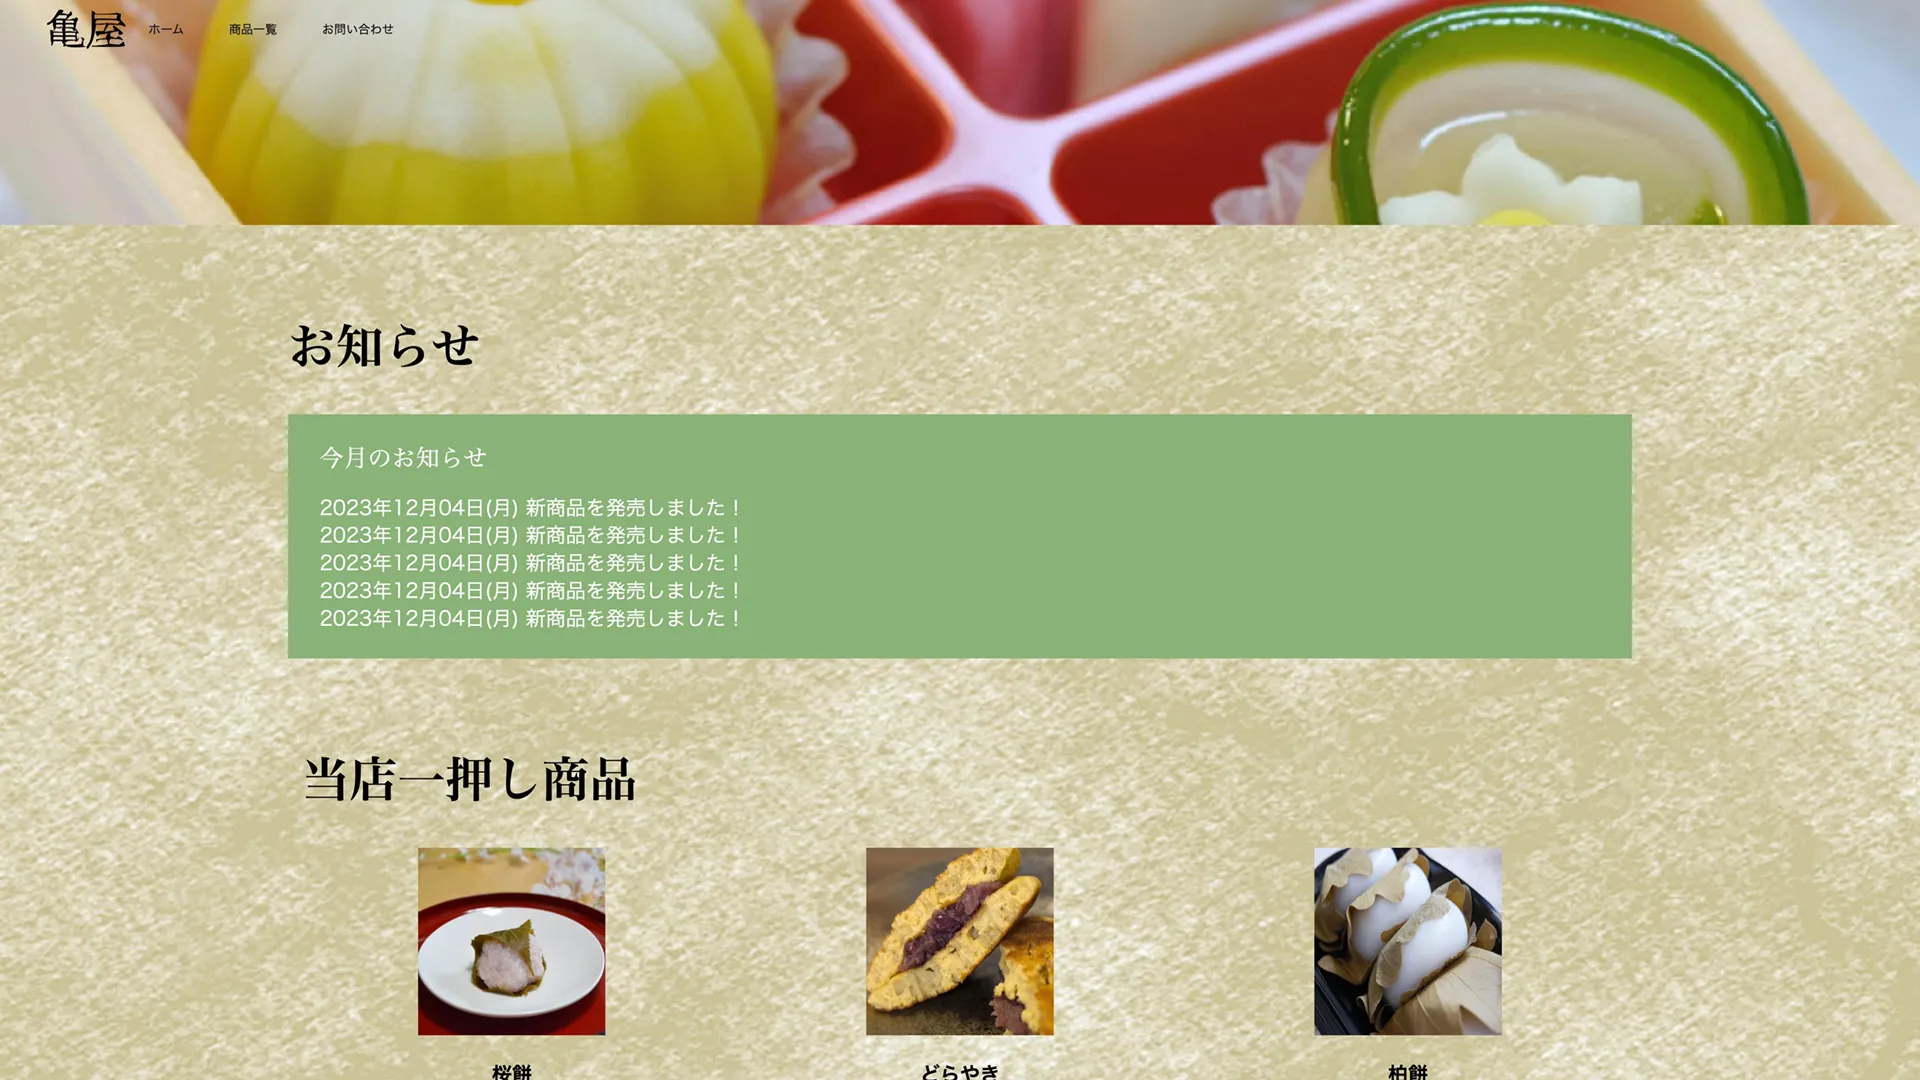 亀屋
ホーム
商品一覧
お問い合わせ
お知らせ
今月のお知らせ
2023年12月04日(月) 新商品を発売しました！
2023年12月04日(月) 新商品を発売しました！
2023年12月04日(月) 新商品を発売しました！
2023年12月04日(月) 新商品を発売しました！
2023年12月04日(月) 新商品を発売しました！
当店一押し商品
桜餅
どらやき
柏餅